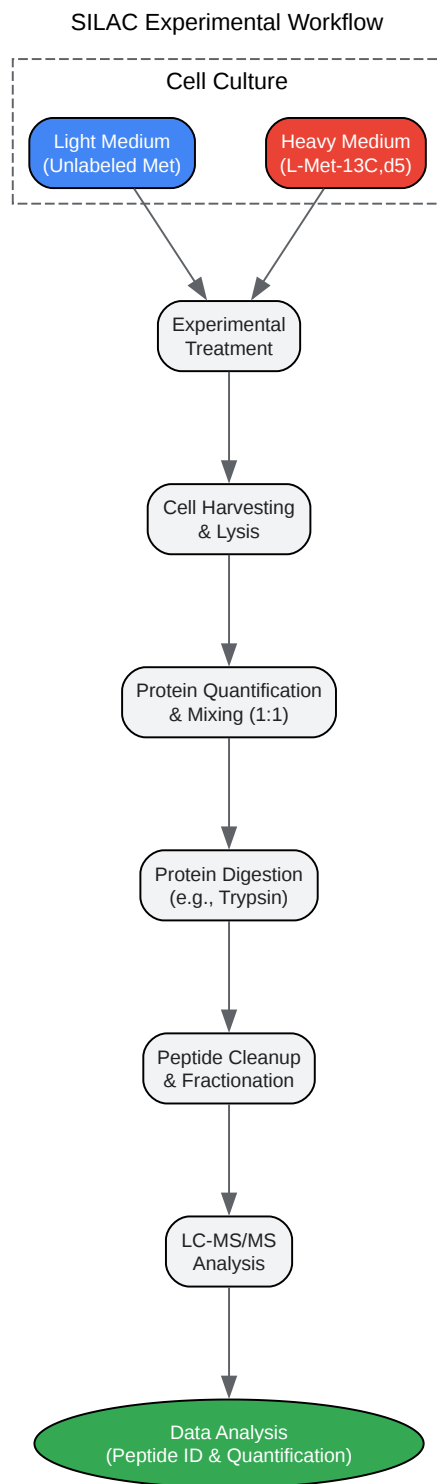 SILAC Experimental Workflow
Cell Culture
Light Medium
(Unlabeled Met)
Heavy Medium
(L-Met-13C,d5)
Experimental
Treatment
Cell Harvesting
& Lysis
Protein Quantification
& Mixing (1:1)
Protein Digestion
(e.g., Trypsin)
Peptide Cleanup
& Fractionation
LC-MS/MS
Analysis
Data Analysis
(Peptide ID & Quantification)